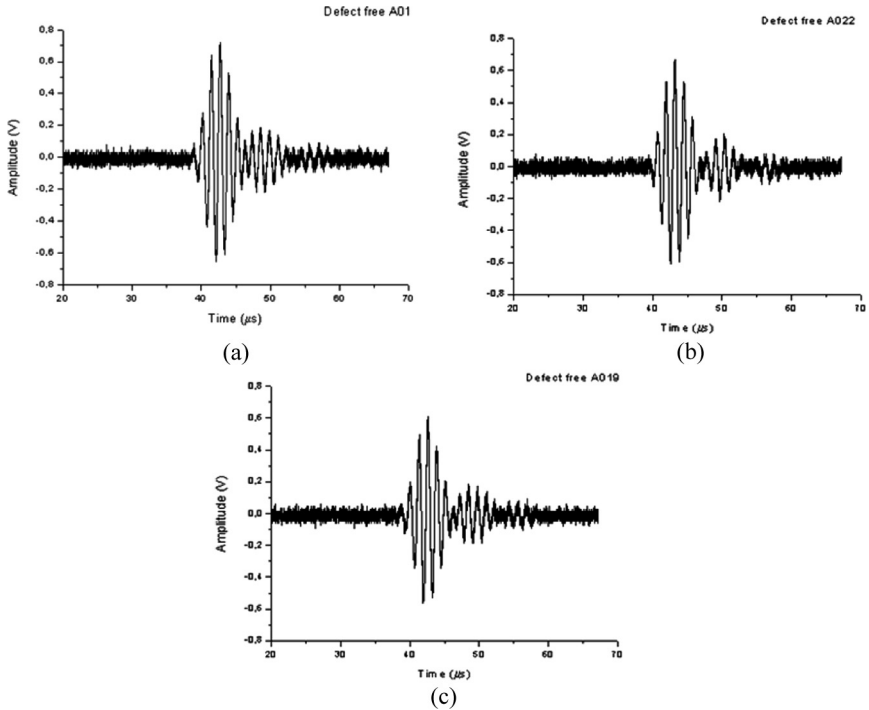 Defect free A01
0,8
0,6
0,4
0,2
0,0
-0,2
-0,4
-0,6
-0,8
Amplitude (V)
20 30 40 50 60 70
Time (μs)
(a)
Defect free A022
0,8
0,6
0,4
0,2
0,0
-0,2
-0,4
-0,6
-0,8
Amplitude (V)
20 30 40 50 60 70
Time (μs)
(b)
Defect free A019
0,8
0,6
0,4
0,2
0,0
-0,2
-0,4
-0,6
-0,8
Amplitude (V)
20 30 40 50 60 70
Time (μs)
(c)